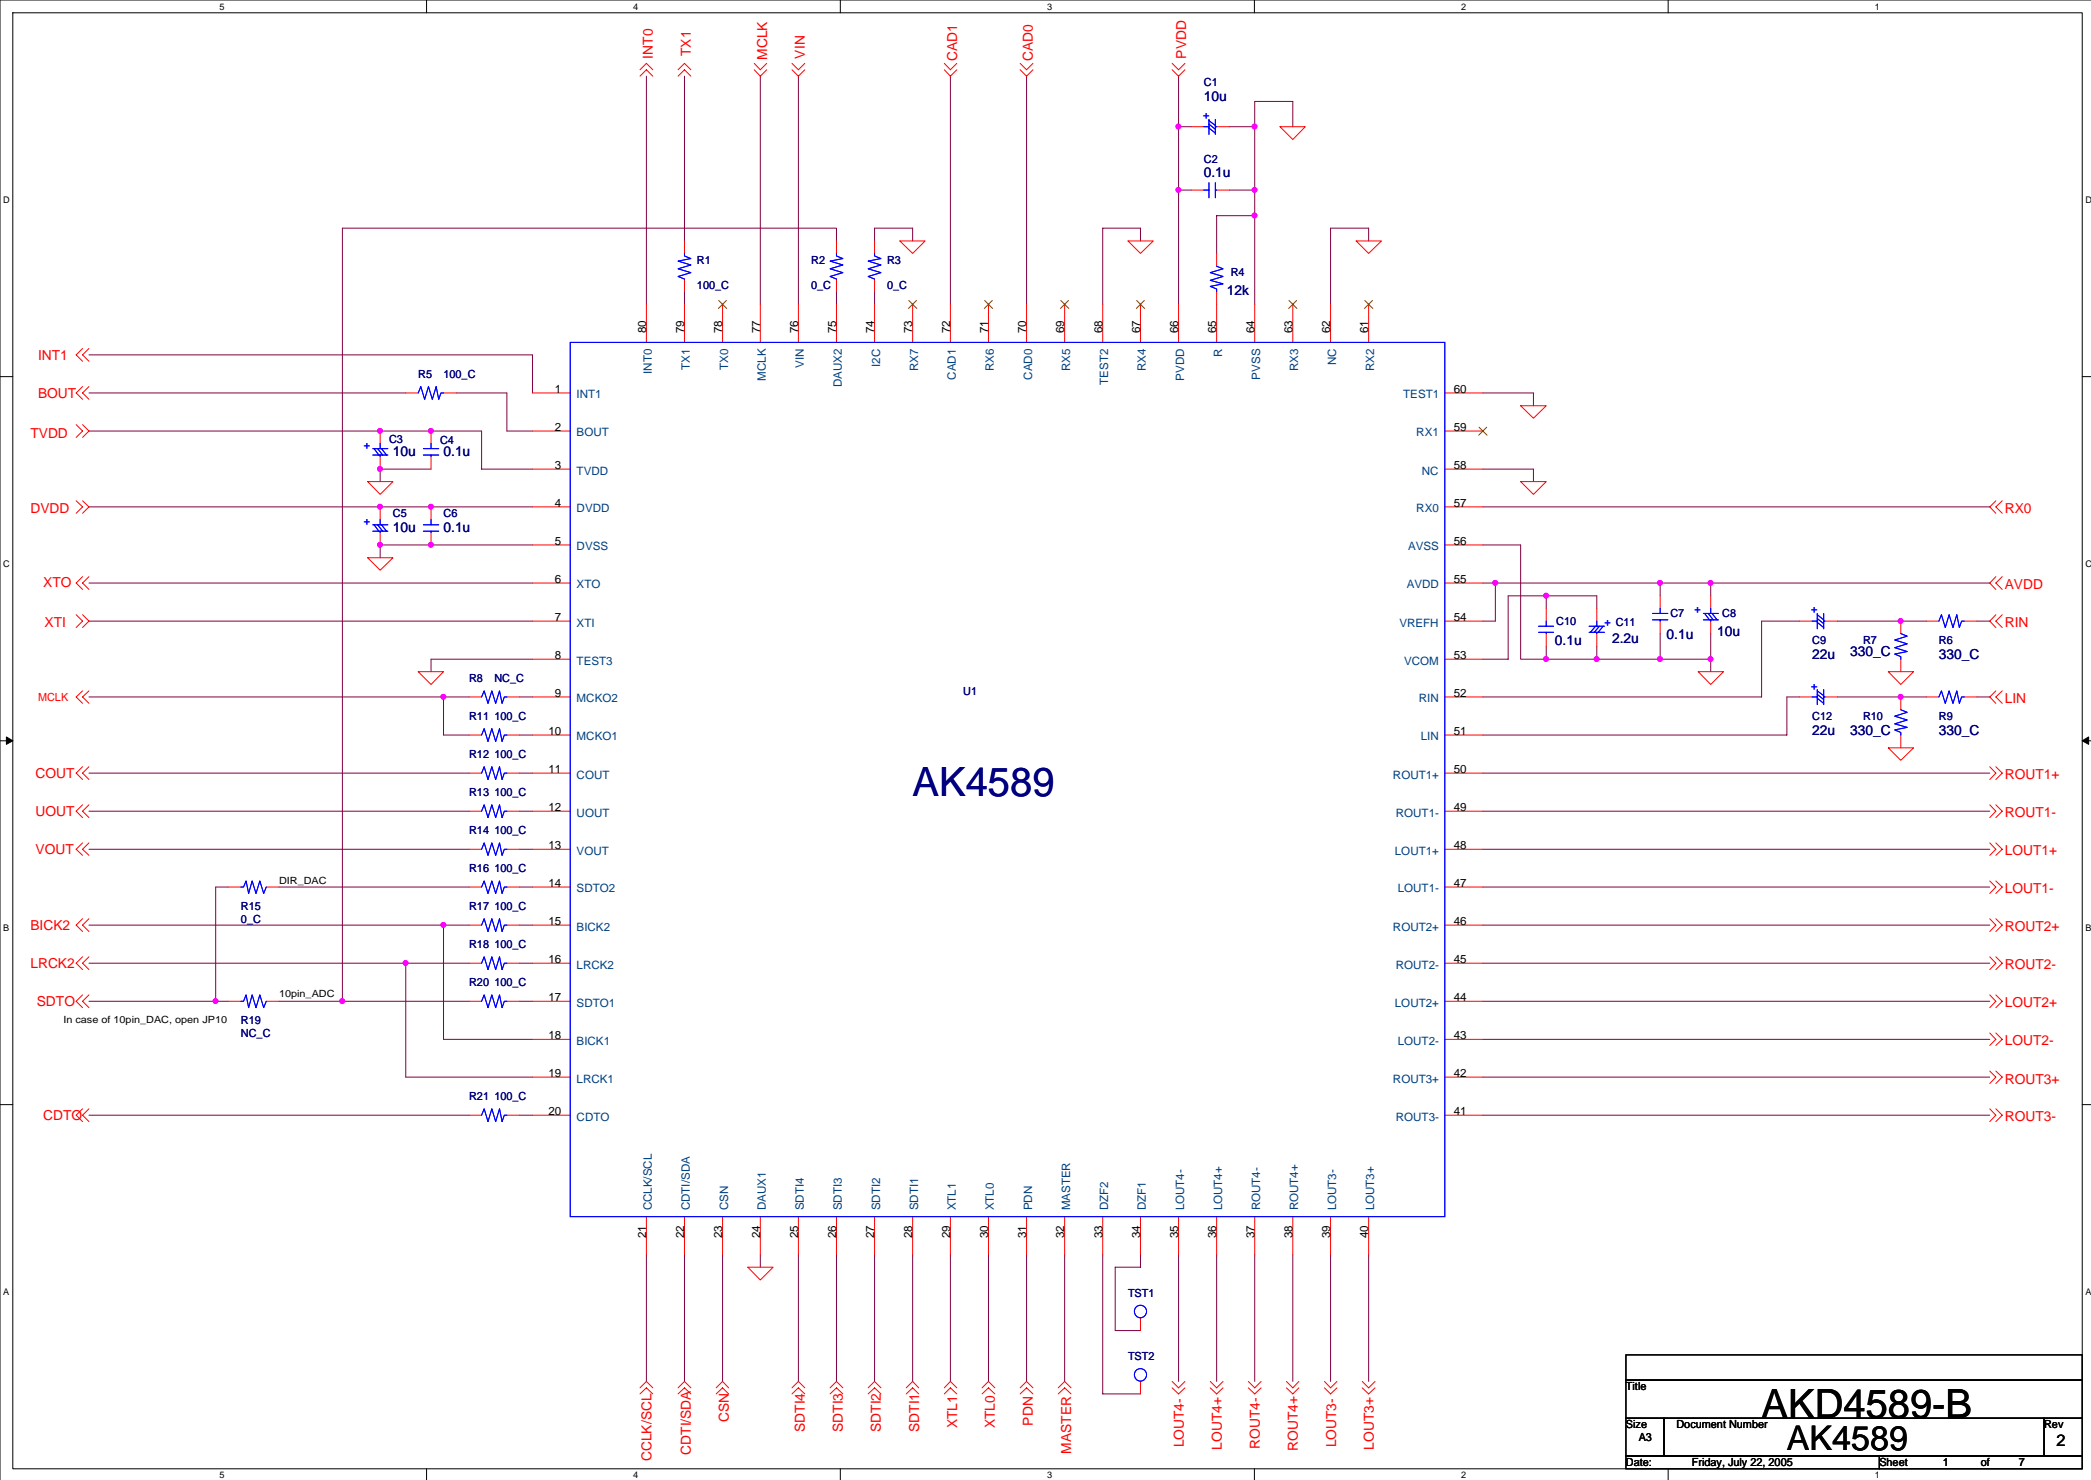 5 4 3 2 1
INT0 TX1 MCLK VIN CAD1 CAD0 PVDD
C1
10u
C2
0.1u
D D
R1
100_C
R2
0_C
R3
0_C
R4
12k
80 79 78 77 76 75 74 73 72 71 70 69 68 67 66 65 64 63 62 61
INT0 TX1 TX0 MCLK VIN DAUX2 I2C RX7 CAD1 RX6 CAD0 RX5 TEST2 RX4 PVDD R PVSS RX3 NC RX2
INT1
R5 100_C
BOUT 1 INT1
TEST1 60
TVDD 2 BOUT
RX1 59
C3
10u
C4
0.1u
3 TVDD
NC 58
DVDD 4 DVDD
RX0 57 RX0
C5
10u
C6
0.1u
5 DVSS
AVSS 56
C C
XTO 6 XTO
AVDD 55 AVDD
XTI 7 XTI
VREFH 54
C10
0.1u
C11
2.2u
C7
0.1u
C8
10u
C9
22u
R7
330_C
R6
330_C
RIN
8 TEST3
VCOM 53
R8 NC_C
MCLK 9 MCKO2
U1
RIN 52
LIN
R11 100_C
10 MCKO1
LIN 51
C12
22u
R10
330_C
R9
330_C
R12 100_C
COUT 11 COUT
AK4589
ROUT1+ 50 ROUT1+
R13 100_C
UOUT 12 UOUT
ROUT1- 49 ROUT1-
R14 100_C
VOUT 13 VOUT
LOUT1+ 48 LOUT1+
R16 100_C
DIR_DAC
14 SDTO2
LOUT1- 47 LOUT1-
R15
0_C
R17 100_C
B B
BICK2 15 BICK2
ROUT2+ 46 ROUT2+
R18 100_C
LRCK2 16 LRCK2
ROUT2- 45 ROUT2-
R20 100_C
SDTO 10pin_ADC 17 SDTO1
LOUT2+ 44 LOUT2+
In case of 10pin_DAC, open JP10
R19
NC_C
18 BICK1
LOUT2- 43 LOUT2-
19 LRCK1
ROUT3+ 42 ROUT3+
R21 100_C
CDTO 20 CDTO
ROUT3- 41 ROUT3-
CCLK/SCL CDTI/SDA CSN DAUX1 SDTI4 SDTI3 SDTI2 SDTI1 XTL1 XTL0 PDN MASTER DZF2 DZF1 LOUT4- LOUT4+ ROUT4- ROUT4+ LOUT3- LOUT3+
21 22 23 24 25 26 27 28 29 30 31 32 33 34 35 36 37 38 39 40
A A
TST1
TST2
CCLK/SCL CDTI/SDA CSN SDTI4 SDTI3 SDTI2 SDTI1 XTL1 XTL0 PDN MASTER LOUT4- LOUT4+ ROUT4- ROUT4+ LOUT3- LOUT3+
Title
AKD4589-B
Size
A3
Document Number
AK4589
Rev
2
Date: Friday, July 22, 2005 Sheet 1 of 7
5 4 3 2 1